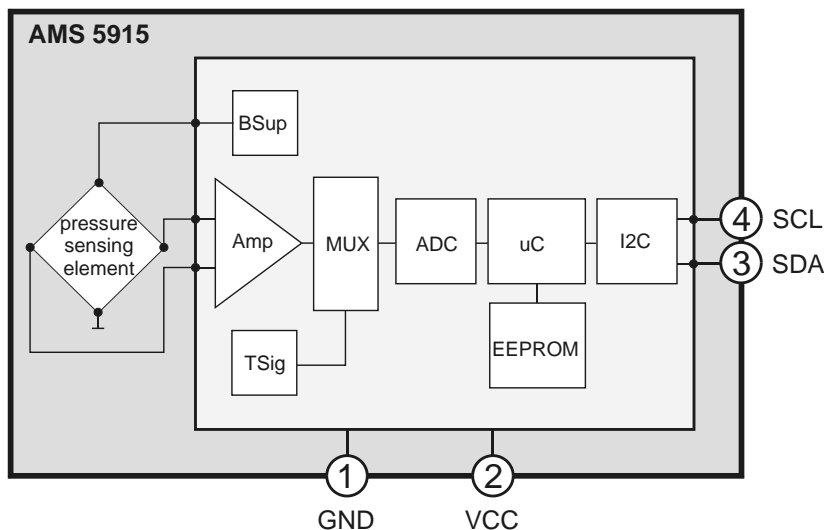 AMS 5915
BSup
pressure
sensing
element
Amp
MUX
ADC
uC
I2C
4 SCL
3 SDA
TSig
EEPROM
1
2
GND
VCC